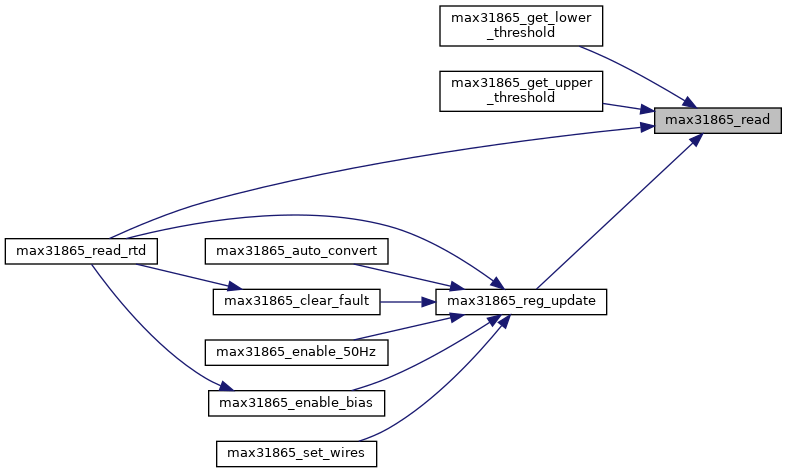 max31865_get_lower
_threshold
max31865_get_upper
_threshold
max31865_read
max31865_read_rtd
max31865_auto_convert
max31865_clear_fault
max31865_reg_update
max31865_enable_50Hz
max31865_enable_bias
max31865_set_wires